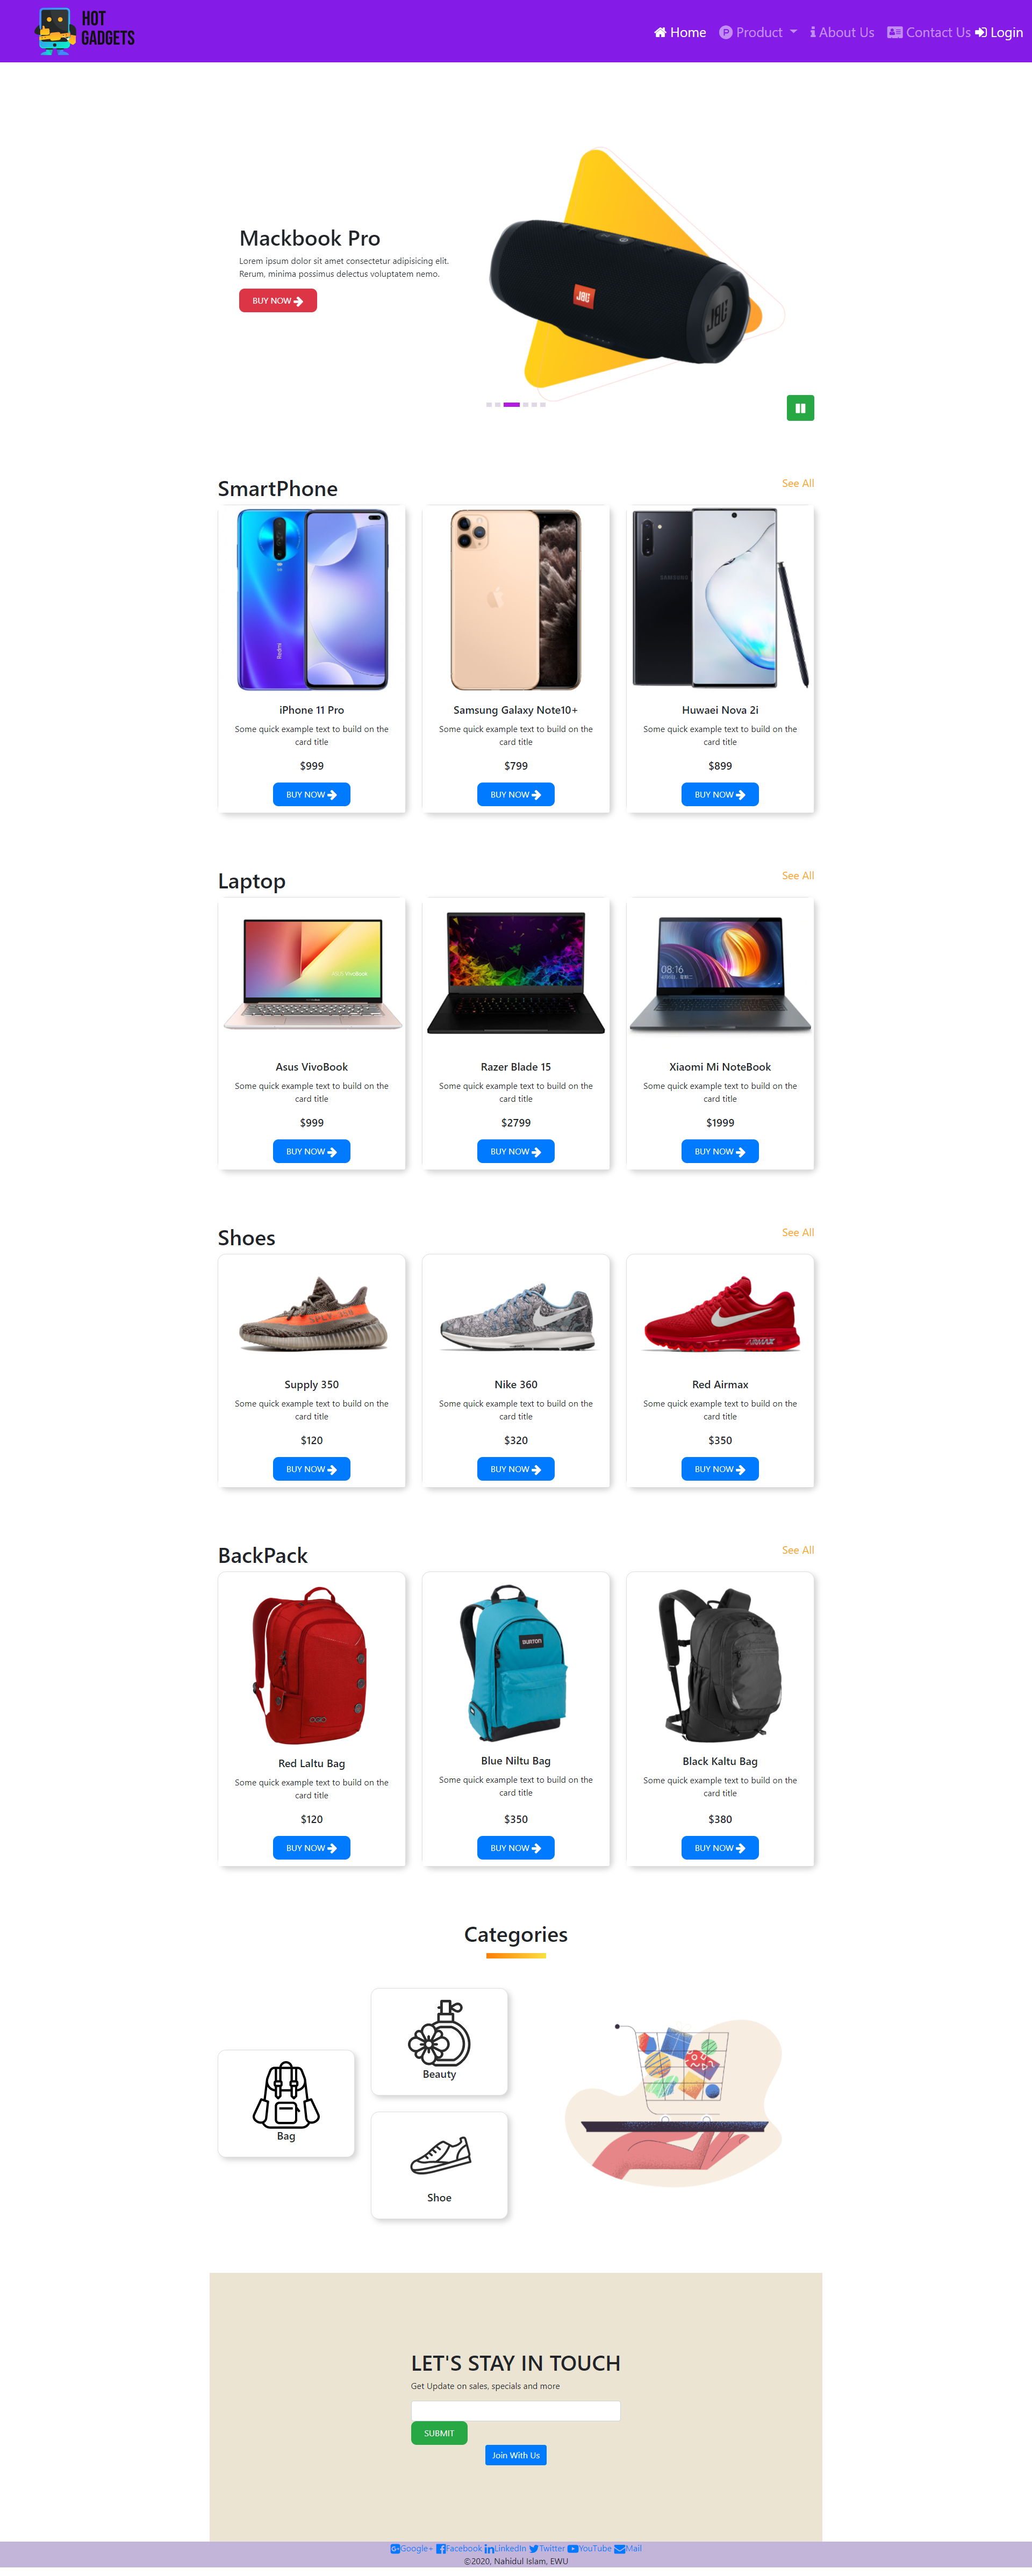 HOT
GADGETS
Home Product About Us Contact Us Login
Mackbook Pro
Lorem ipsum dolor sit amet consectetur adipisicing elit.
Rerum, minima possimus delectus voluptatem nemo.
BUY NOW
JBL
JBL
SmartPhone
See All
Redmi
SAMSUNG
iPhone 11 Pro
Some quick example text to build on the
card title
$999
BUY NOW
Samsung Galaxy Note10+
Some quick example text to build on the
card title
$799
BUY NOW
Huwaei Nova 2i
Some quick example text to build on the
card title
$899
BUY NOW
Laptop
See All
ASUS VivoBook
08:16
Asus VivoBook
Some quick example text to build on the
card title
$999
BUY NOW
Razer Blade 15
Some quick example text to build on the
card title
$2799
BUY NOW
Xiaomi Mi NoteBook
Some quick example text to build on the
card title
$1999
BUY NOW
Shoes
See All
AIRMAX
Supply 350
Some quick example text to build on the
card title
$120
BUY NOW
Nike 360
Some quick example text to build on the
card title
$320
BUY NOW
Red Airmax
Some quick example text to build on the
card title
$350
BUY NOW
BackPack
See All
BURTON
Red Laltu Bag
Some quick example text to build on the
card title
$120
BUY NOW
Blue Niltu Bag
Some quick example text to build on the
card title
$350
BUY NOW
Black Kaltu Bag
Some quick example text to build on the
card title
$380
BUY NOW
Categories
Bag
Beauty
Shoe
LET'S STAY IN TOUCH
Get Update on sales, specials and more
SUBMIT
Join With Us
Google+ Facebook LinkedIn Twitter YouTube Mail
©2020, Nahidul Islam, EWU